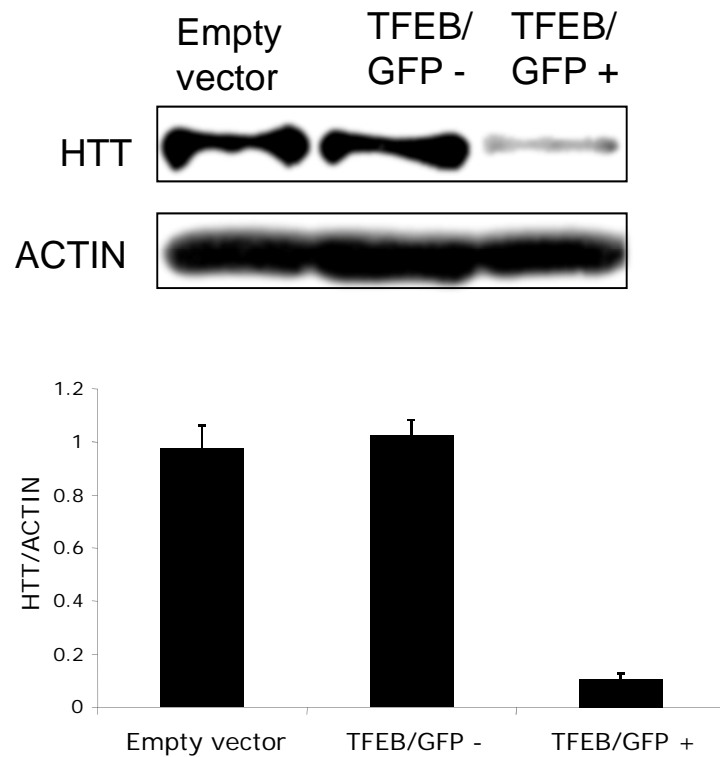 Empty vector
TFEB/ GFP -
TFEB/ GFP +
HTT
ACTIN
1.2
1
0.8
0.6
0.4
0.2
0
HTT/ACTIN
Empty vector
TFEB/GFP -
TFEB/GFP +